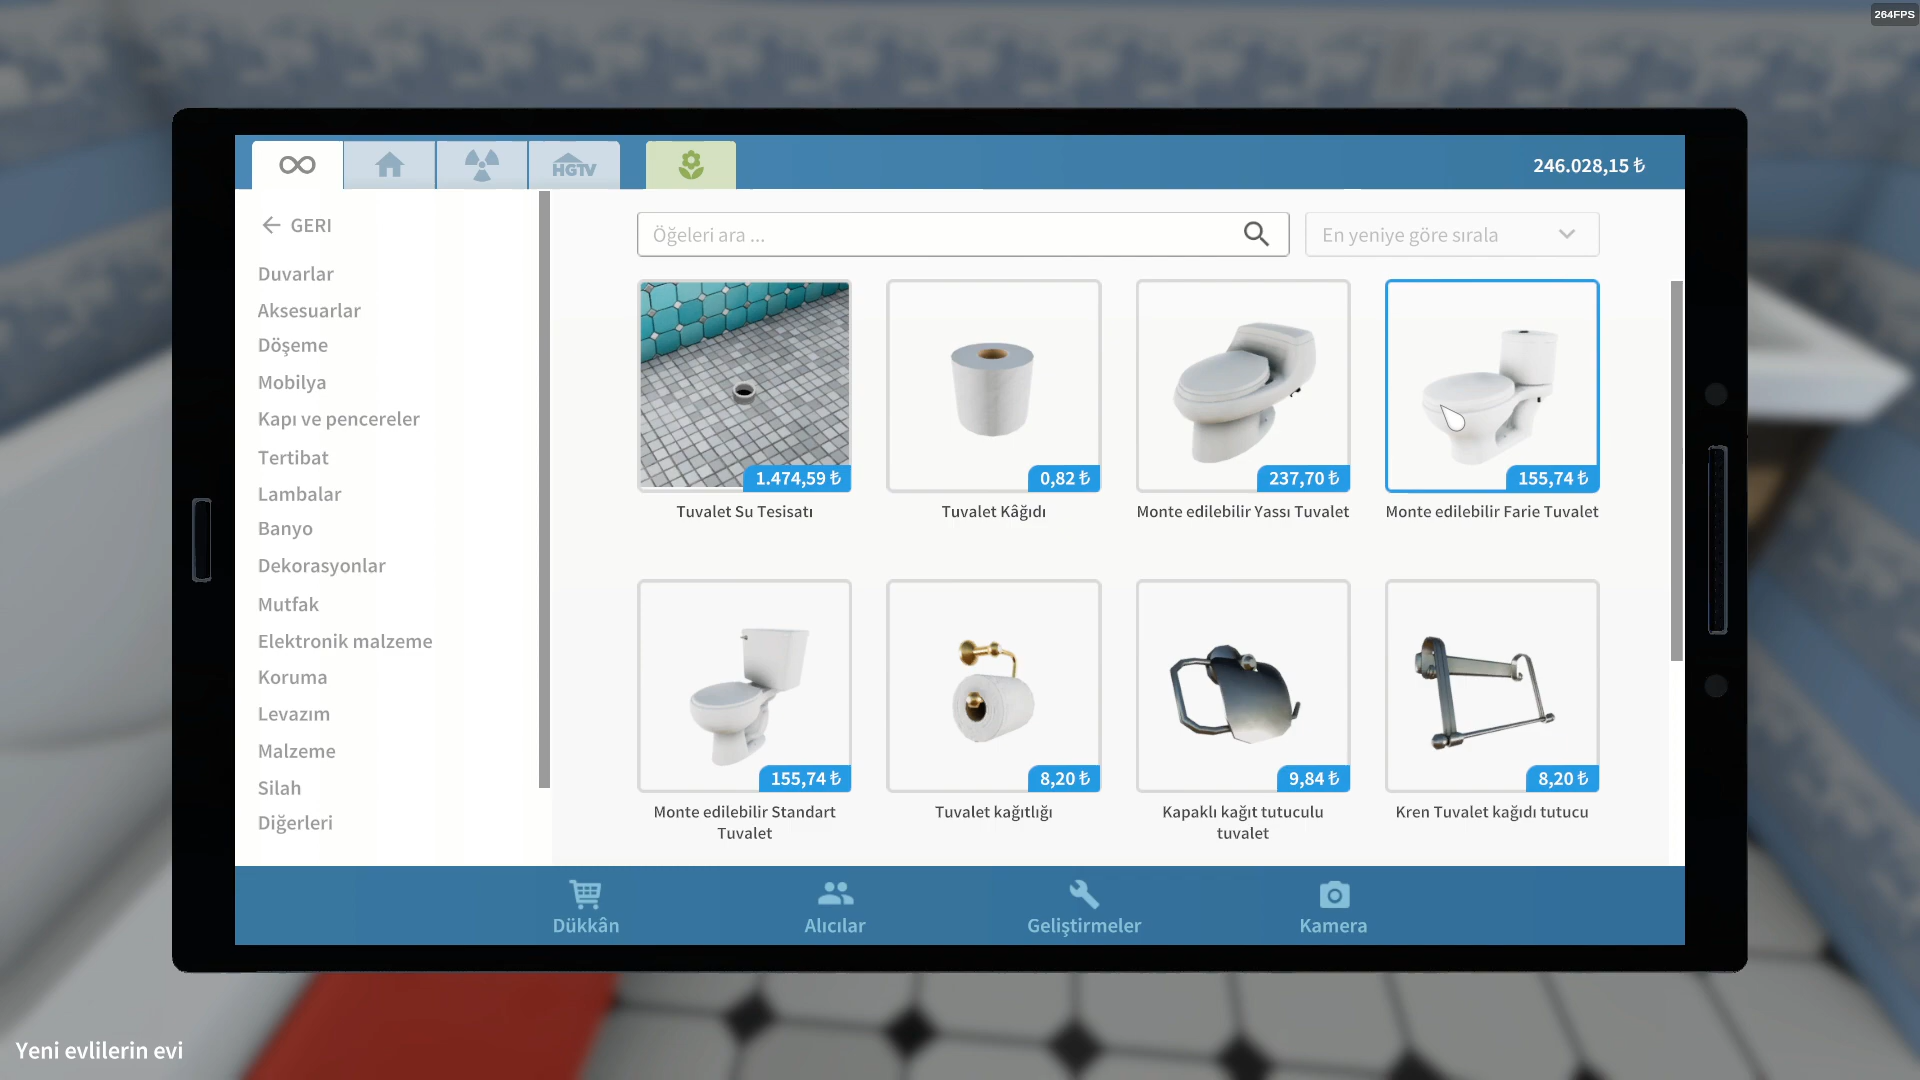 264FPS
HGTV
246.028,15 ₺
GERI
Öğeleri ara ...
En yeniye göre sırala
Duvarlar
Aksesuarlar
Döşeme
Mobilya
Kapı ve pencereler
Tertibat
Lambalar
Banyo
Dekorasyonlar
Mutfak
Elektronik malzeme
Koruma
Levazım
Malzeme
Silah
Diğerleri
1.474,59 ₺
Tuvalet Su Tesisatı
0,82 ₺
Tuvalet Kâğıdı
237,70 ₺
Monte edilebilir Yassı Tuvalet
155,74 ₺
Monte edilebilir Farie Tuvalet
155,74 ₺
Monte edilebilir Standart
Tuvalet
8,20 ₺
Tuvalet kağıtlığı
9,84 ₺
Kapaklı kağıt tutuculu
tuvalet
8,20 ₺
Kren Tuvalet kağıdı tutucu
Dükkân
Alıcılar
Geliştirmeler
Kamera
Yeni evlilerin evi